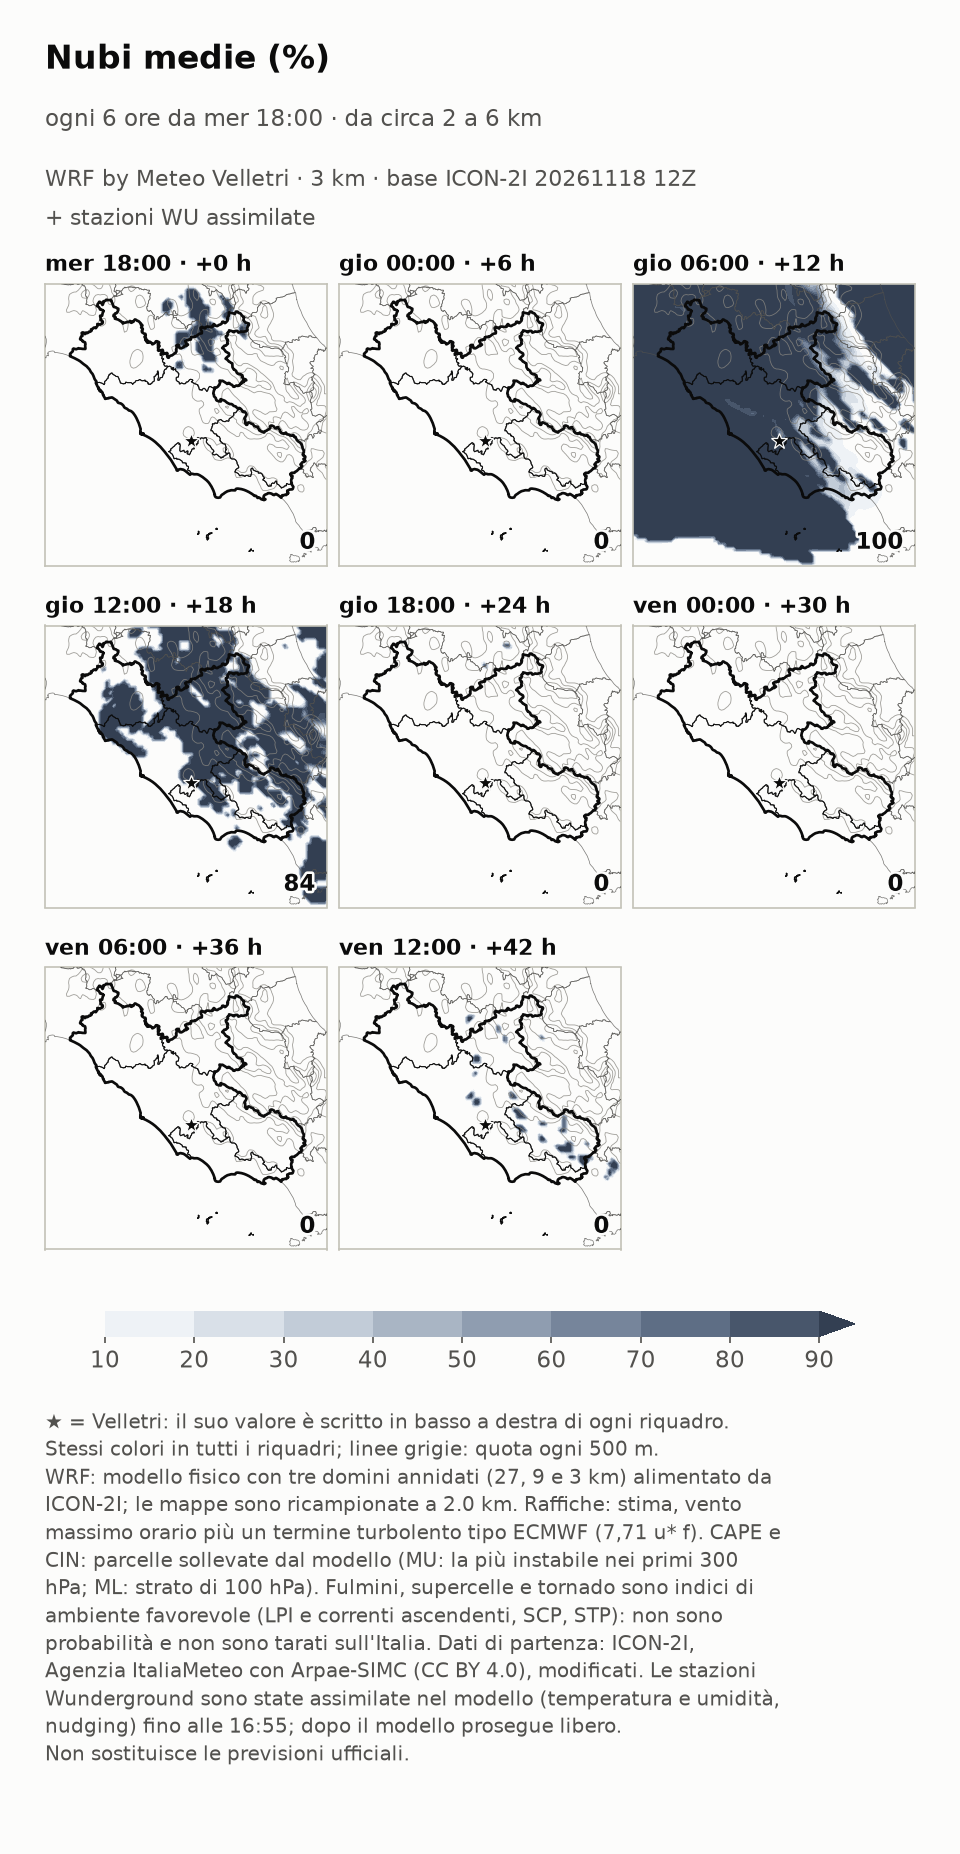 Nubi medie (%)
ogni 6 ore da mer 18:00 · da circa 2 a 6 km
WRF by Meteo Velletri · 3 km · base ICON-2I 20261118 12Z
+ stazioni WU assimilate
mer 18:00 · +0 h
gio 00:00 · +6 h
gio 06:00 · +12 h
0
0
100
gio 12:00 · +18 h
gio 18:00 · +24 h
ven 00:00 · +30 h
84
0
0
ven 06:00 · +36 h
ven 12:00 · +42 h
0
0
10 20 30 40 50 60 70 80 90
★ = Velletri: il suo valore è scritto in basso a destra di ogni riquadro.
Stessi colori in tutti i riquadri; linee grigie: quota ogni 500 m.
WRF: modello fisico con tre domini annidati (27, 9 e 3 km) alimentato da
ICON-2I; le mappe sono ricampionate a 2.0 km. Raffiche: stima, vento
massimo orario più un termine turbolento tipo ECMWF (7,71 u* f). CAPE e
CIN: parcelle sollevate dal modello (MU: la più instabile nei primi 300
hPa; ML: strato di 100 hPa). Fulmini, supercelle e tornado sono indici di
ambiente favorevole (LPI e correnti ascendenti, SCP, STP): non sono
probabilità e non sono tarati sull'Italia. Dati di partenza: ICON-2I,
Agenzia ItaliaMeteo con Arpae-SIMC (CC BY 4.0), modificati. Le stazioni
Wunderground sono state assimilate nel modello (temperatura e umidità,
nudging) fino alle 16:55; dopo il modello prosegue libero.
Non sostituisce le previsioni ufficiali.